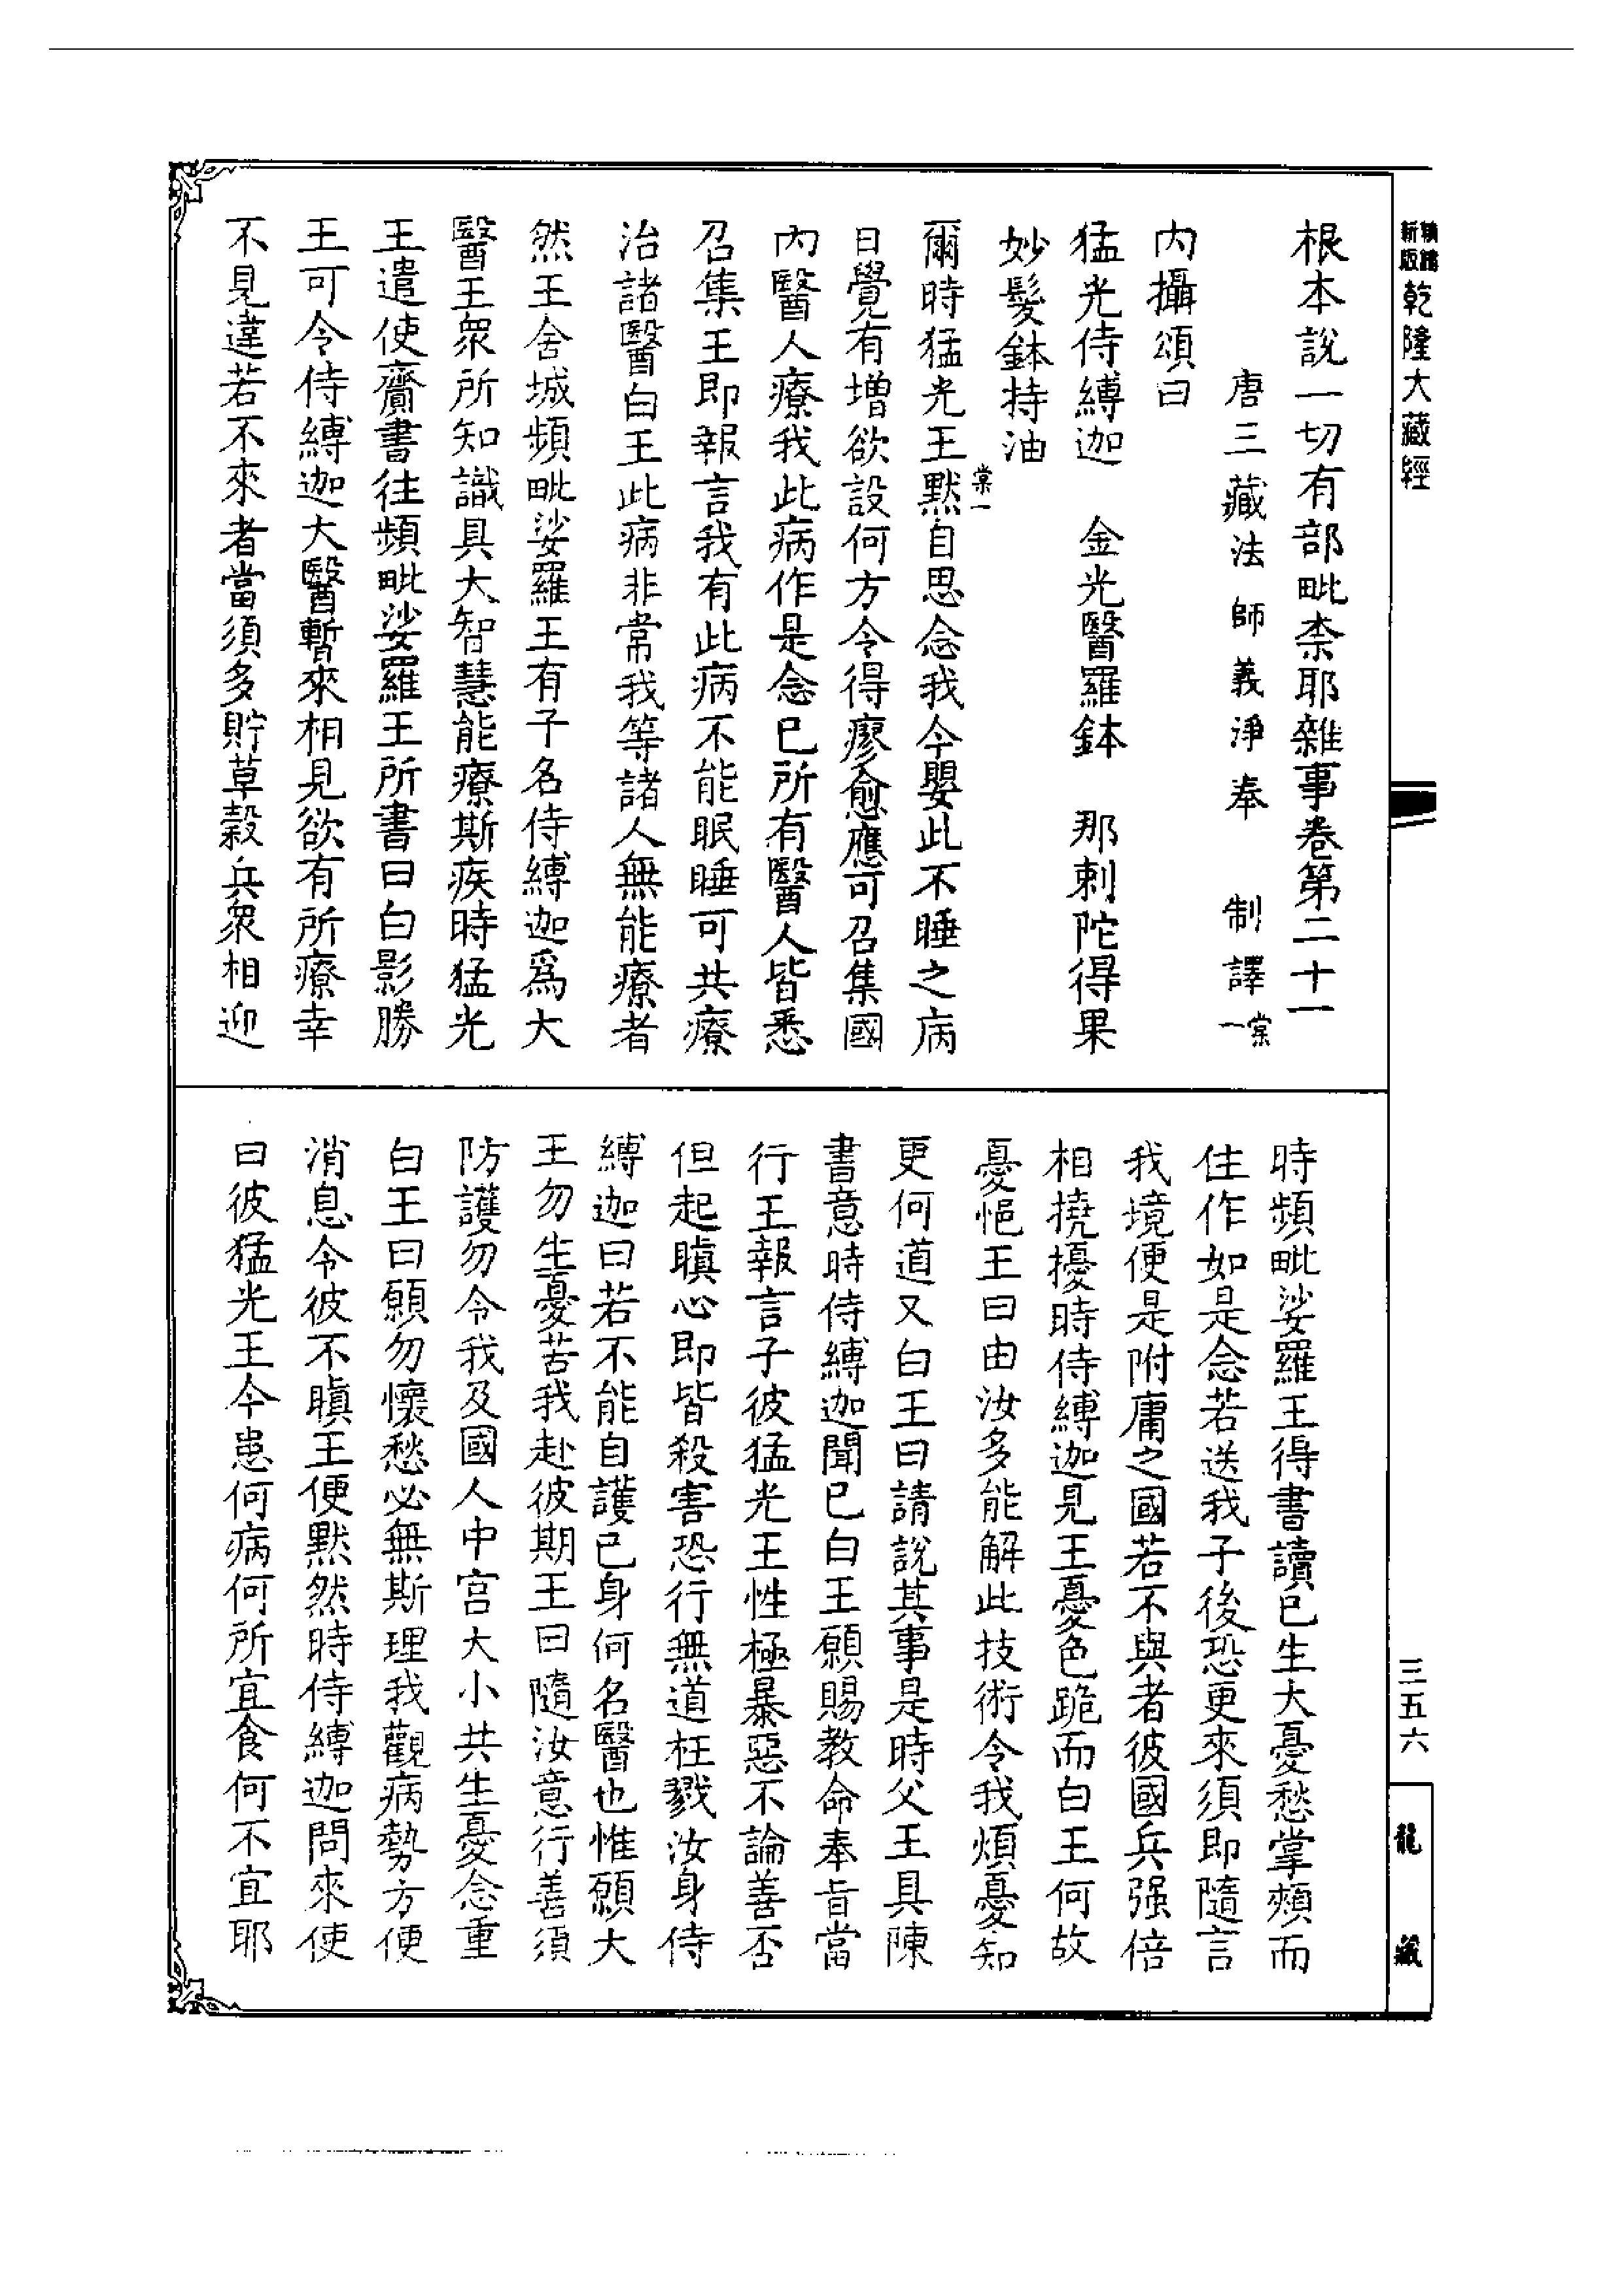 新版精縮乾隆大藏經
根本說一切有部毗奈耶雜事卷第二十一
唐三藏法師義淨奉制譯棠一
內攝頌曰
猛光侍縛迦 金光醫羅鉢 那剌陀得果
妙髮鉢持油
棠一
爾時猛光王默自思念我今嬰此不睡之病
日覺有增欲設何方令得瘳愈應可召集國
內醫人療我此病作是念已所有醫人皆悉
召集王即報言我有此病不能眠睡可共療
治諸醫白王此病非常我等諸人無能療者
然王舍城頻毗娑羅王有子名侍縛迦爲大
醫王衆所知識具大智慧能療斯疾時猛光
王遣使齎書往頻毗娑羅王所書曰白影勝
王可令侍縛迦大醫暫來相見欲有所療幸
不見違若不來者當須多貯草穀兵衆相迎
時頻毗娑羅王得書讀已生大憂愁掌頰而
住作如是念若送我子後恐更來須即隨言
我境便是附庸之國若不與者彼國兵强倍
相撓擾時侍縛迦見王憂色跪而白王何故
憂悒王曰由汝多能解此技術令我煩憂知
更何道又白王曰請說其事是時父王具陳
書意時侍縛迦聞已白王願賜教命奉旨當
行王報言子彼猛光王性極暴惡不論善否
但起瞋心即皆殺害恐行無道枉戮汝身侍
縛迦曰若不能自護已身何名醫也惟願大
王勿生憂苦我赴彼期王曰隨汝意行善須
防護勿令我及國人中宮大小共生憂念重
白王曰願勿懷愁必無斯理我觀病勢方便
消息令彼不瞋王便默然時侍縛迦問來使
曰彼猛光王今患何病何所宜食何不宜耶
三五六
龍藏